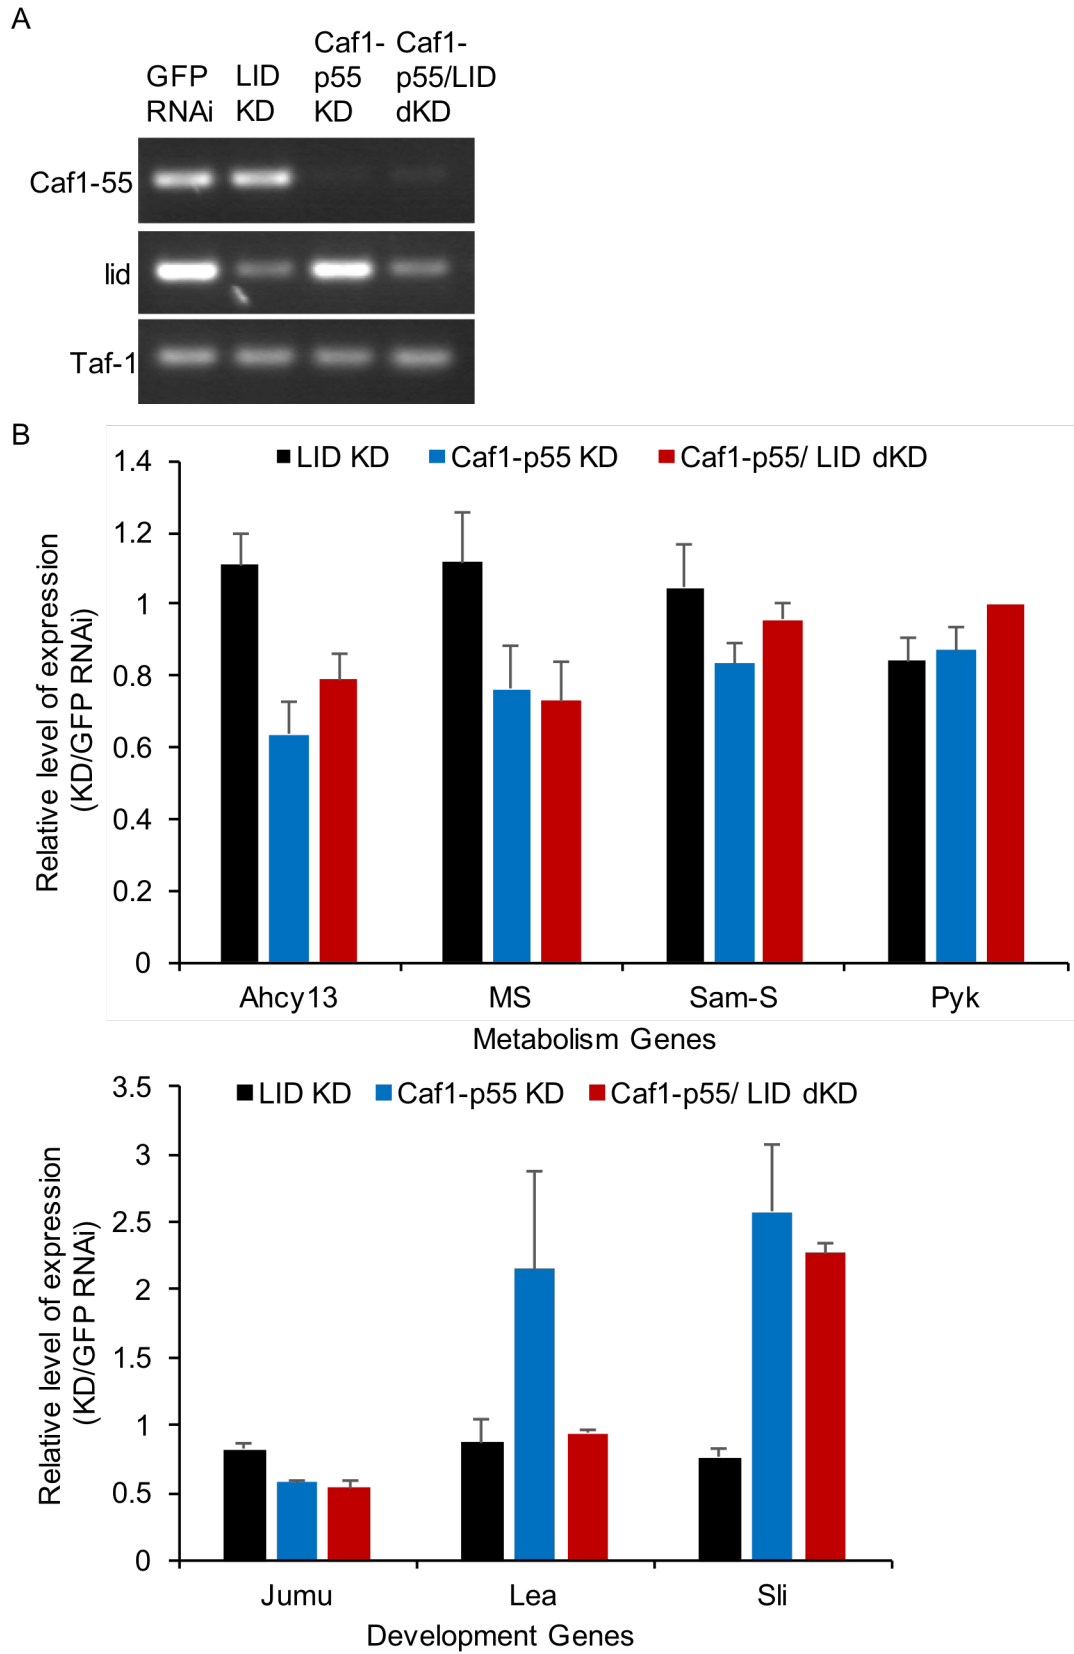 A
GFP RNAi
LID KD
Caf1-p55 KD
Caf1-p55/LID dKD
Caf1-55
lid
Taf-1
B
LID KD
Caf1-p55 KD
Caf1-p55/ LID dKD
Relative level of expression
(KD/GFP RNAi)
1.4
1.2
1
0.8
0.6
0.4
0.2
0
Ahcy13
MS
Sam-S
Pyk
Metabolism Genes
LID KD
Caf1-p55 KD
Caf1-p55/ LID dKD
Relative level of expression
(KD/GFP RNAi)
3.5
3
2.5
2
1.5
1
0.5
0
Jumu
Lea
Sli
Development Genes